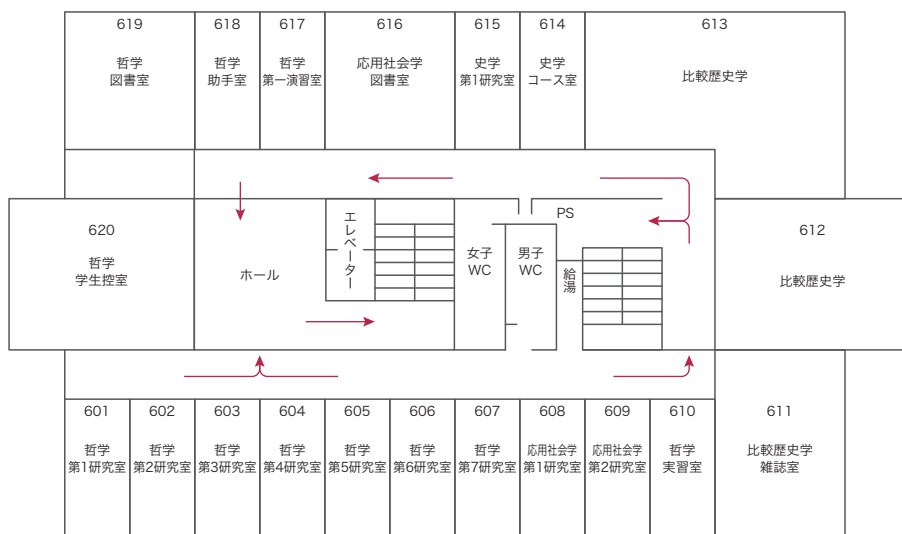 619
哲学
図書室
618
哲学
助手室
617
哲学
第一演習室
616
応用社会学
図書室
615
史学
第1研究室
614
史学
コース室
613
比較歴史学
620
哲学
学生控室
ホール
エレベーター
女子
WC
男子
WC
PS
給湯
612
比較歴史学
601
哲学
第1研究室
602
哲学
第2研究室
603
哲学
第3研究室
604
哲学
第4研究室
605
哲学
第5研究室
606
哲学
第6研究室
607
哲学
第7研究室
608
応用社会学
第1研究室
609
応用社会学
第2研究室
610
哲学
実習室
611
比較歴史学
雑誌室